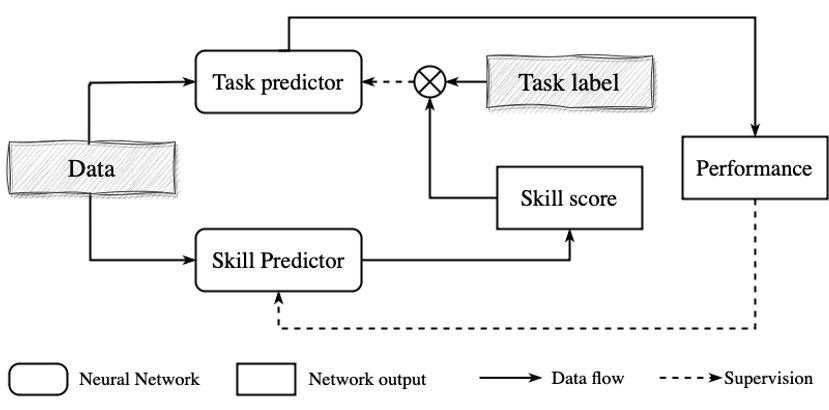 Task predictor
Task label
Data
Performance
Skill score
Skill Predictor
Neural Network
Network output
Data flow
Supervision